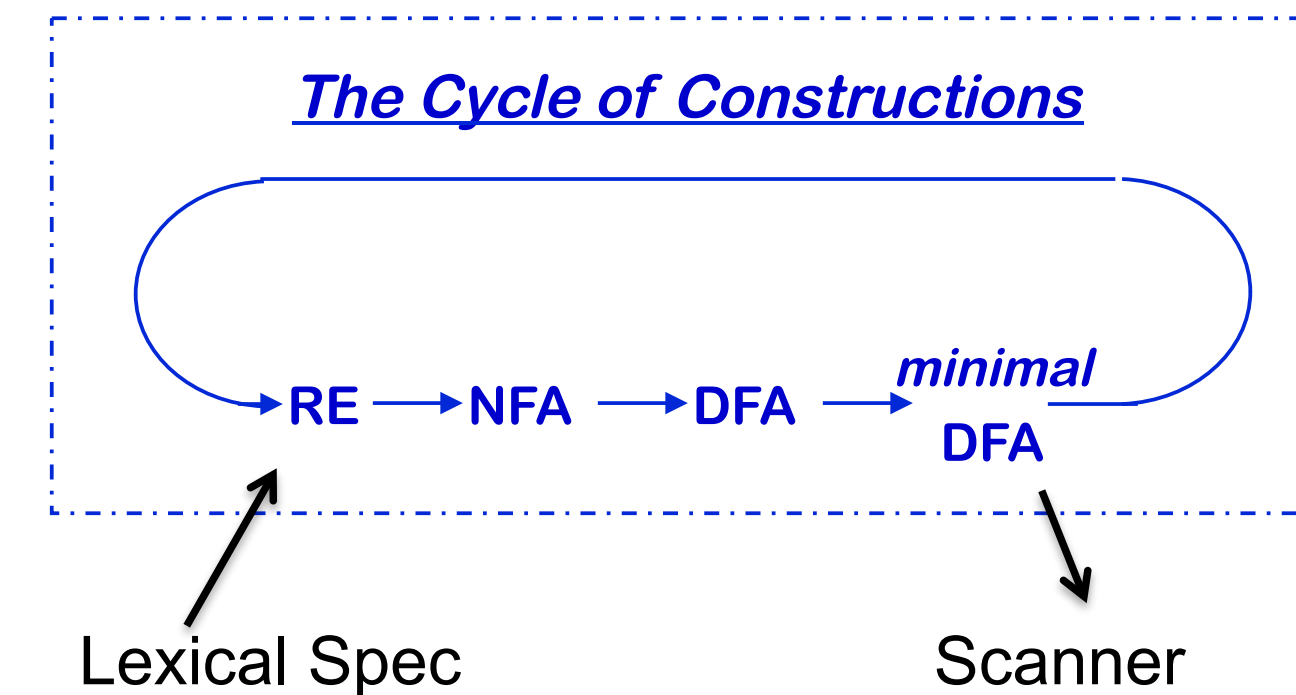 The Cycle of Constructions
minimal
RE NFA DFA
DFA
Lexical Spec Scanner